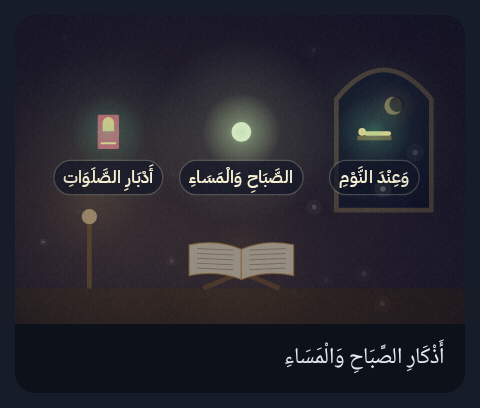 أَدْبَارِ الصَّلَوَاتِ
الصَّبَاحِ وَالْمَسَاءِ
وَعِنْدَ النَّوْمِ
أَذْكَارِ الصَّبَاحِ وَالْمَسَاءِ